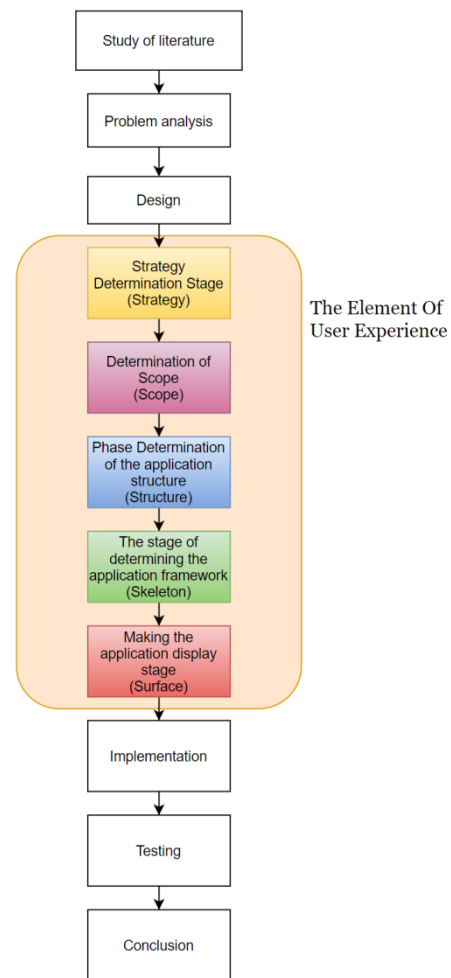 Study of literature
Problem analysis
Design
Strategy
Determination Stage
(Strategy)
The Element Of
User Experience
Determination of
Scope
(Scope)
Phase Determination
of the application
structure
(Structure)
The stage of
determining the
application framework
(Skeleton)
Making the
application display
stage
(Surface)
Implementation
Testing
Conclusion